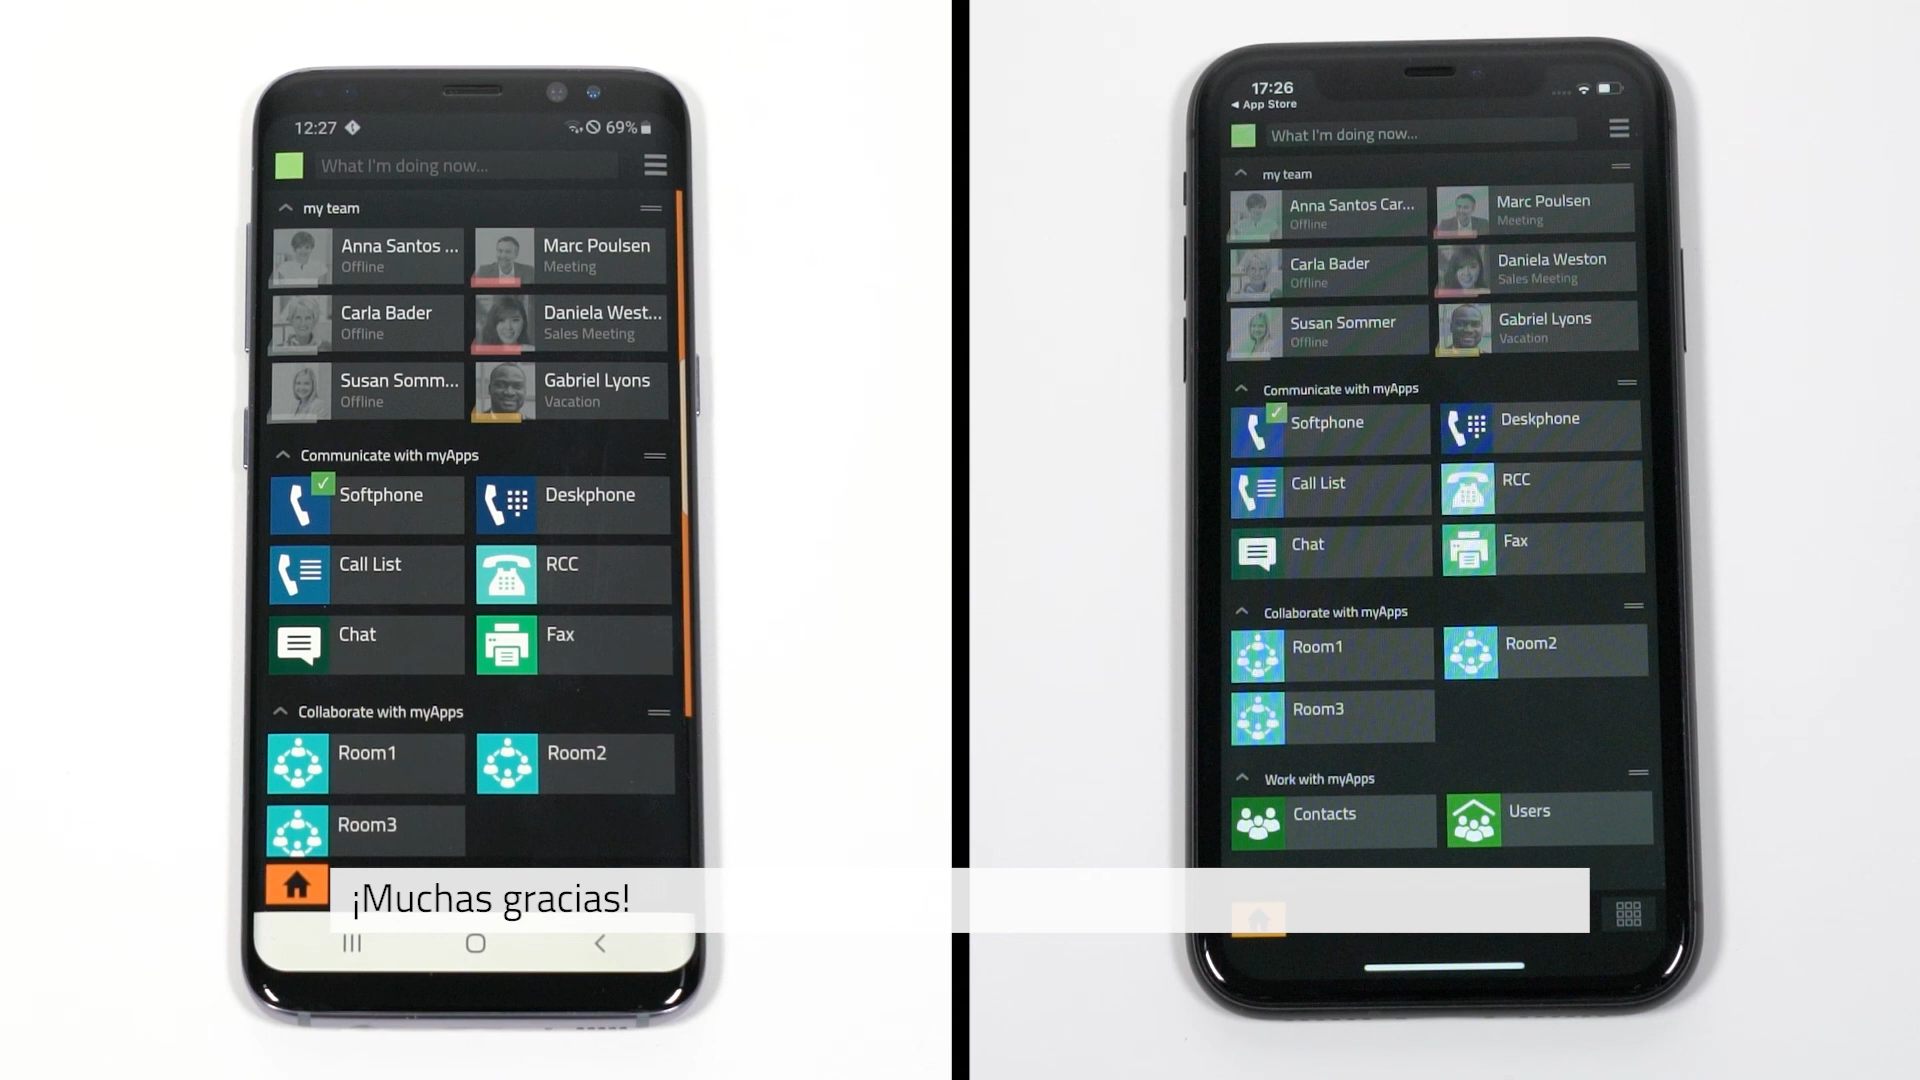 12:27
69%
What I'm doing now...
my team
Anna Santos ...
Offline
Marc Poulsen
Meeting
Carla Bader
Offline
Daniela West...
Sales Meeting
Susan Somm...
Offline
Gabriel Lyons
Vacation
Communicate with myApps
Softphone
Deskphone
Call List
RCC
Chat
Fax
Collaborate with myApps
Room1
Room2
Room3
17:26
App Store
What I'm doing now...
my team
Anna Santos Car...
Offline
Marc Poulsen
Meeting
Carla Bader
Offline
Daniela Weston
Sales Meeting
Susan Sommer
Offline
Gabriel Lyons
Vacation
Communicate with myApps
Softphone
Deskphone
Call List
RCC
Chat
Fax
Collaborate with myApps
Room1
Room2
Room3
Work with myApps
Contacts
Users
¡Muchas gracias!